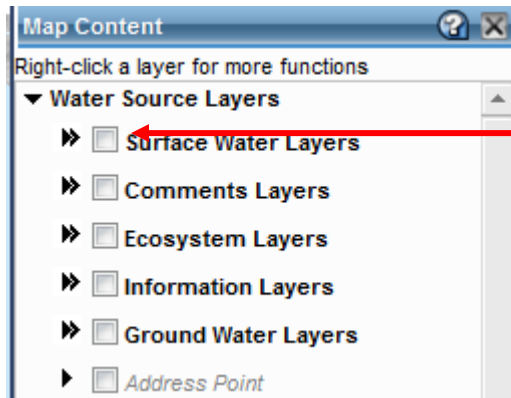 Map Content
Right-click a layer for more functions
Water Source Layers
Surface Water Layers
Comments Layers
Ecosystem Layers
Information Layers
Ground Water Layers
Address Point